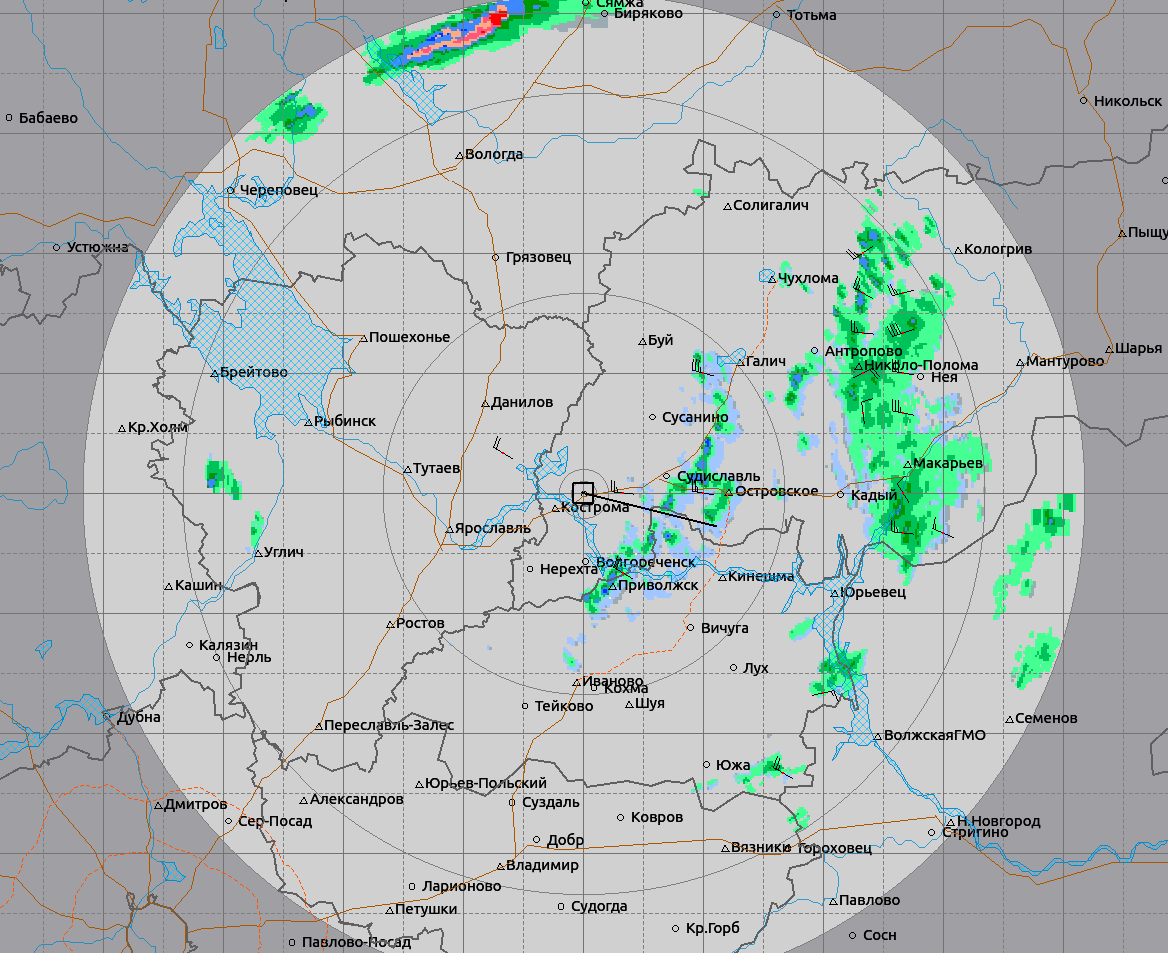 Сямжа
Биряково
Тотьма
Никольск
Бабаево
Вологда
Череповец
Солигалич
Пыщу
Устюжна
Кологрив
Грязовец
Чухлома
Пошехонье
Буй
Антропово
Шарья
Галич
Мантурово
Николо-Полома
Брейтово
Нея
Данилов
Сусанино
Рыбинск
Кр.Холм
Макарьев
Тутаев
Судиславль
Островское
Кадый
Кострома
Ярославль
Углич
Волгореченск
Нерехта
Кинешма
Кашин
Приволжск
Юрьевец
Ростов
Вичуга
Калязин
Нерль
Лух
Иваново
Кохма
Шуя
Тейково
Дубна
Семенов
Переславль-Залес
ВолжскаяГМО
Южа
Юрьев-Польский
Александров
Суздаль
Дмитров
Ковров
Сер-Посад
Н.Новгород
Стригино
Добр
Вязники
Гороховец
Владимир
Ларионово
Павлово
Петушки
Судогда
Кр.Горб
Сосн
Павлово-Посад